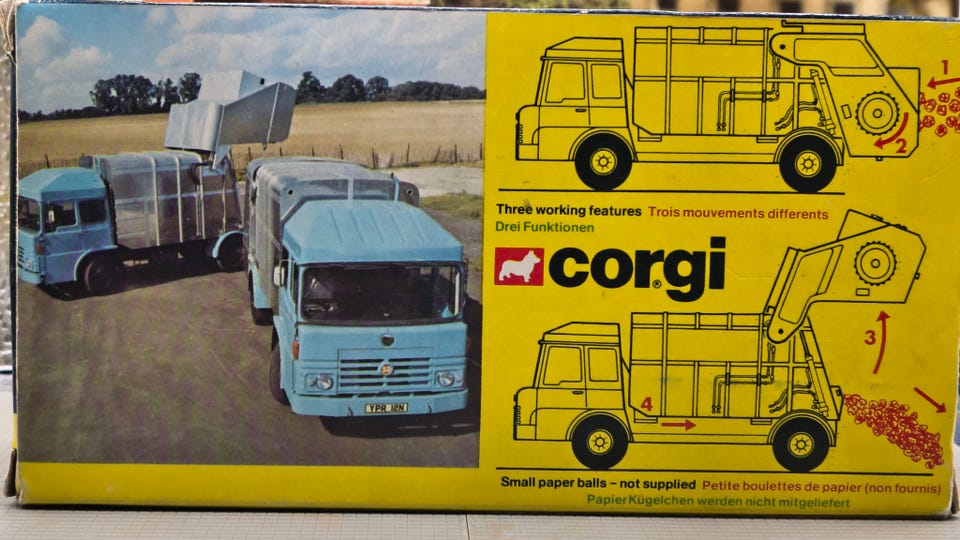 1
2
Three working features Trois mouvements differents
Drei Funktionen
corgi
3
4
SD
YPR 12N
Small paper balls – not supplied Petite boulettes de papier (non fournis)
Papier Kügelchen werden nicht mitgeliefert